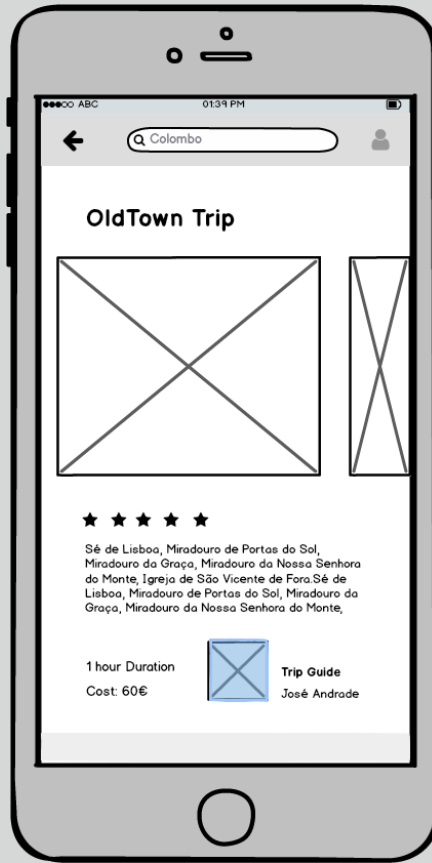 ABC 01:39 PM
Colombo
OldTown Trip
Sé de Lisboa, Miradouro de Portas do Sol,
Miradouro da Graça, Miradouro da Nossa Senhora
do Monte, Igreja de São Vicente de Fora.Sé de
Lisboa, Miradouro de Portas do Sol, Miradouro da
Graça, Miradouro da Nossa Senhora do Monte,
1 hour Duration
Cost: 60€
Trip Guide
José Andrade